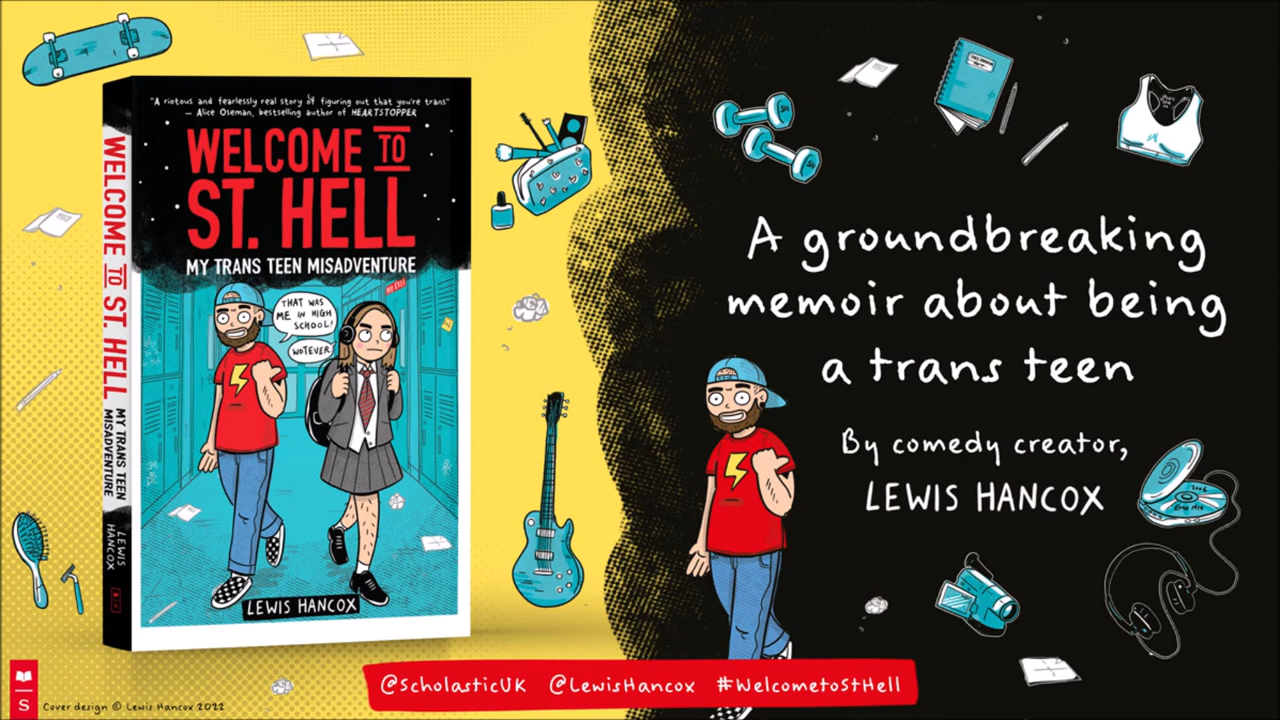 "A riotous and fearlessly real story of figuring out that you're trans"
— Alice Oseman, bestselling author of HEARTSTOPPER
WELCOME TO
ST. HELL
MY TRANS TEEN MISADVENTURE
NO EXIT
THAT WAS
ME IN HIGH
SCHOOL!
WOTEVER
LEWIS HANCOX
WELCOME TO ST. HELL
MY TRANS TEEN
MISADVENTURE
LEWIS
HANCOX
A groundbreaking
memoir about being
a trans teen
By comedy creator,
LEWIS HANCOX
@ScholasticUK @LewisHancox #WelcometoStHell
S
Cover design © Lewis Hancox 2022